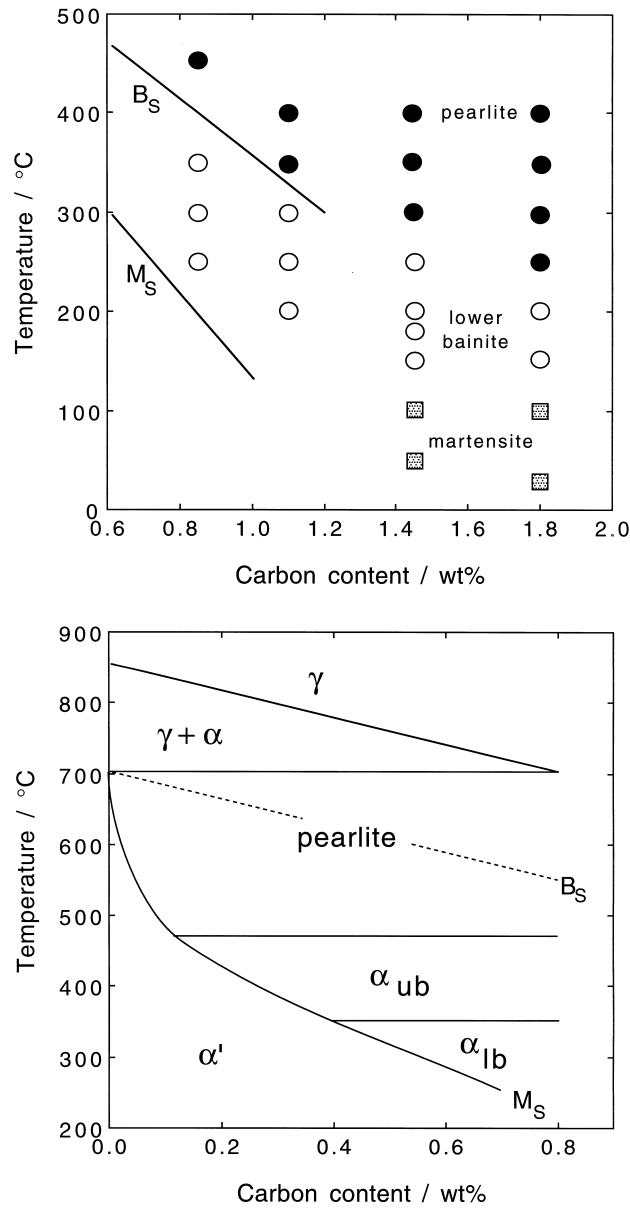 500
B_S
400
pearlite
Temperature / °C
300
M_S
200
lower
bainite
100
martensite
0
0.6 0.8 1.0 1.2 1.4 1.6 1.8 2.0
Carbon content / wt%
900
γ
800
γ + α
700
Temperature / °C
600
pearlite
B_S
500
α_ub
400
α'
α_lb
300
M_S
200
0.0 0.2 0.4 0.6 0.8
Carbon content / wt%